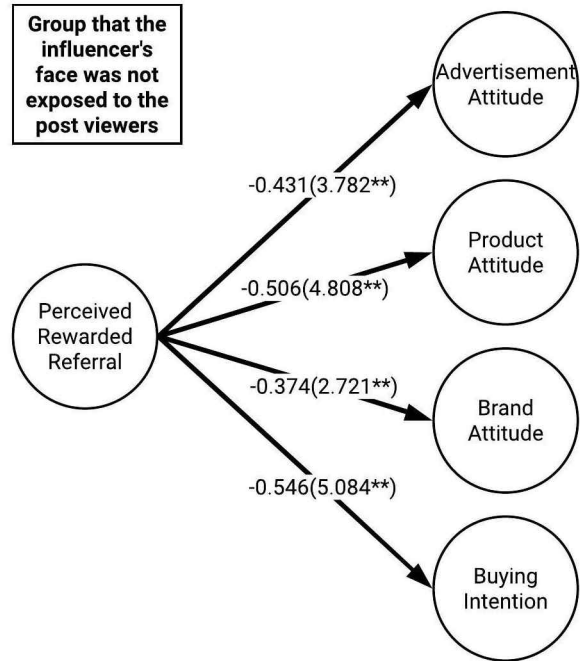 Group that the
influencer's
face was not
exposed to the
post viewers
Advertisement
Attitude
-0.431(3.782**)
Product
Attitude
-0.506(4.808**)
Perceived
Rewarded
Referral
-0.374(2.721**)
Brand
Attitude
-0.546(5.084**)
Buying
Intention